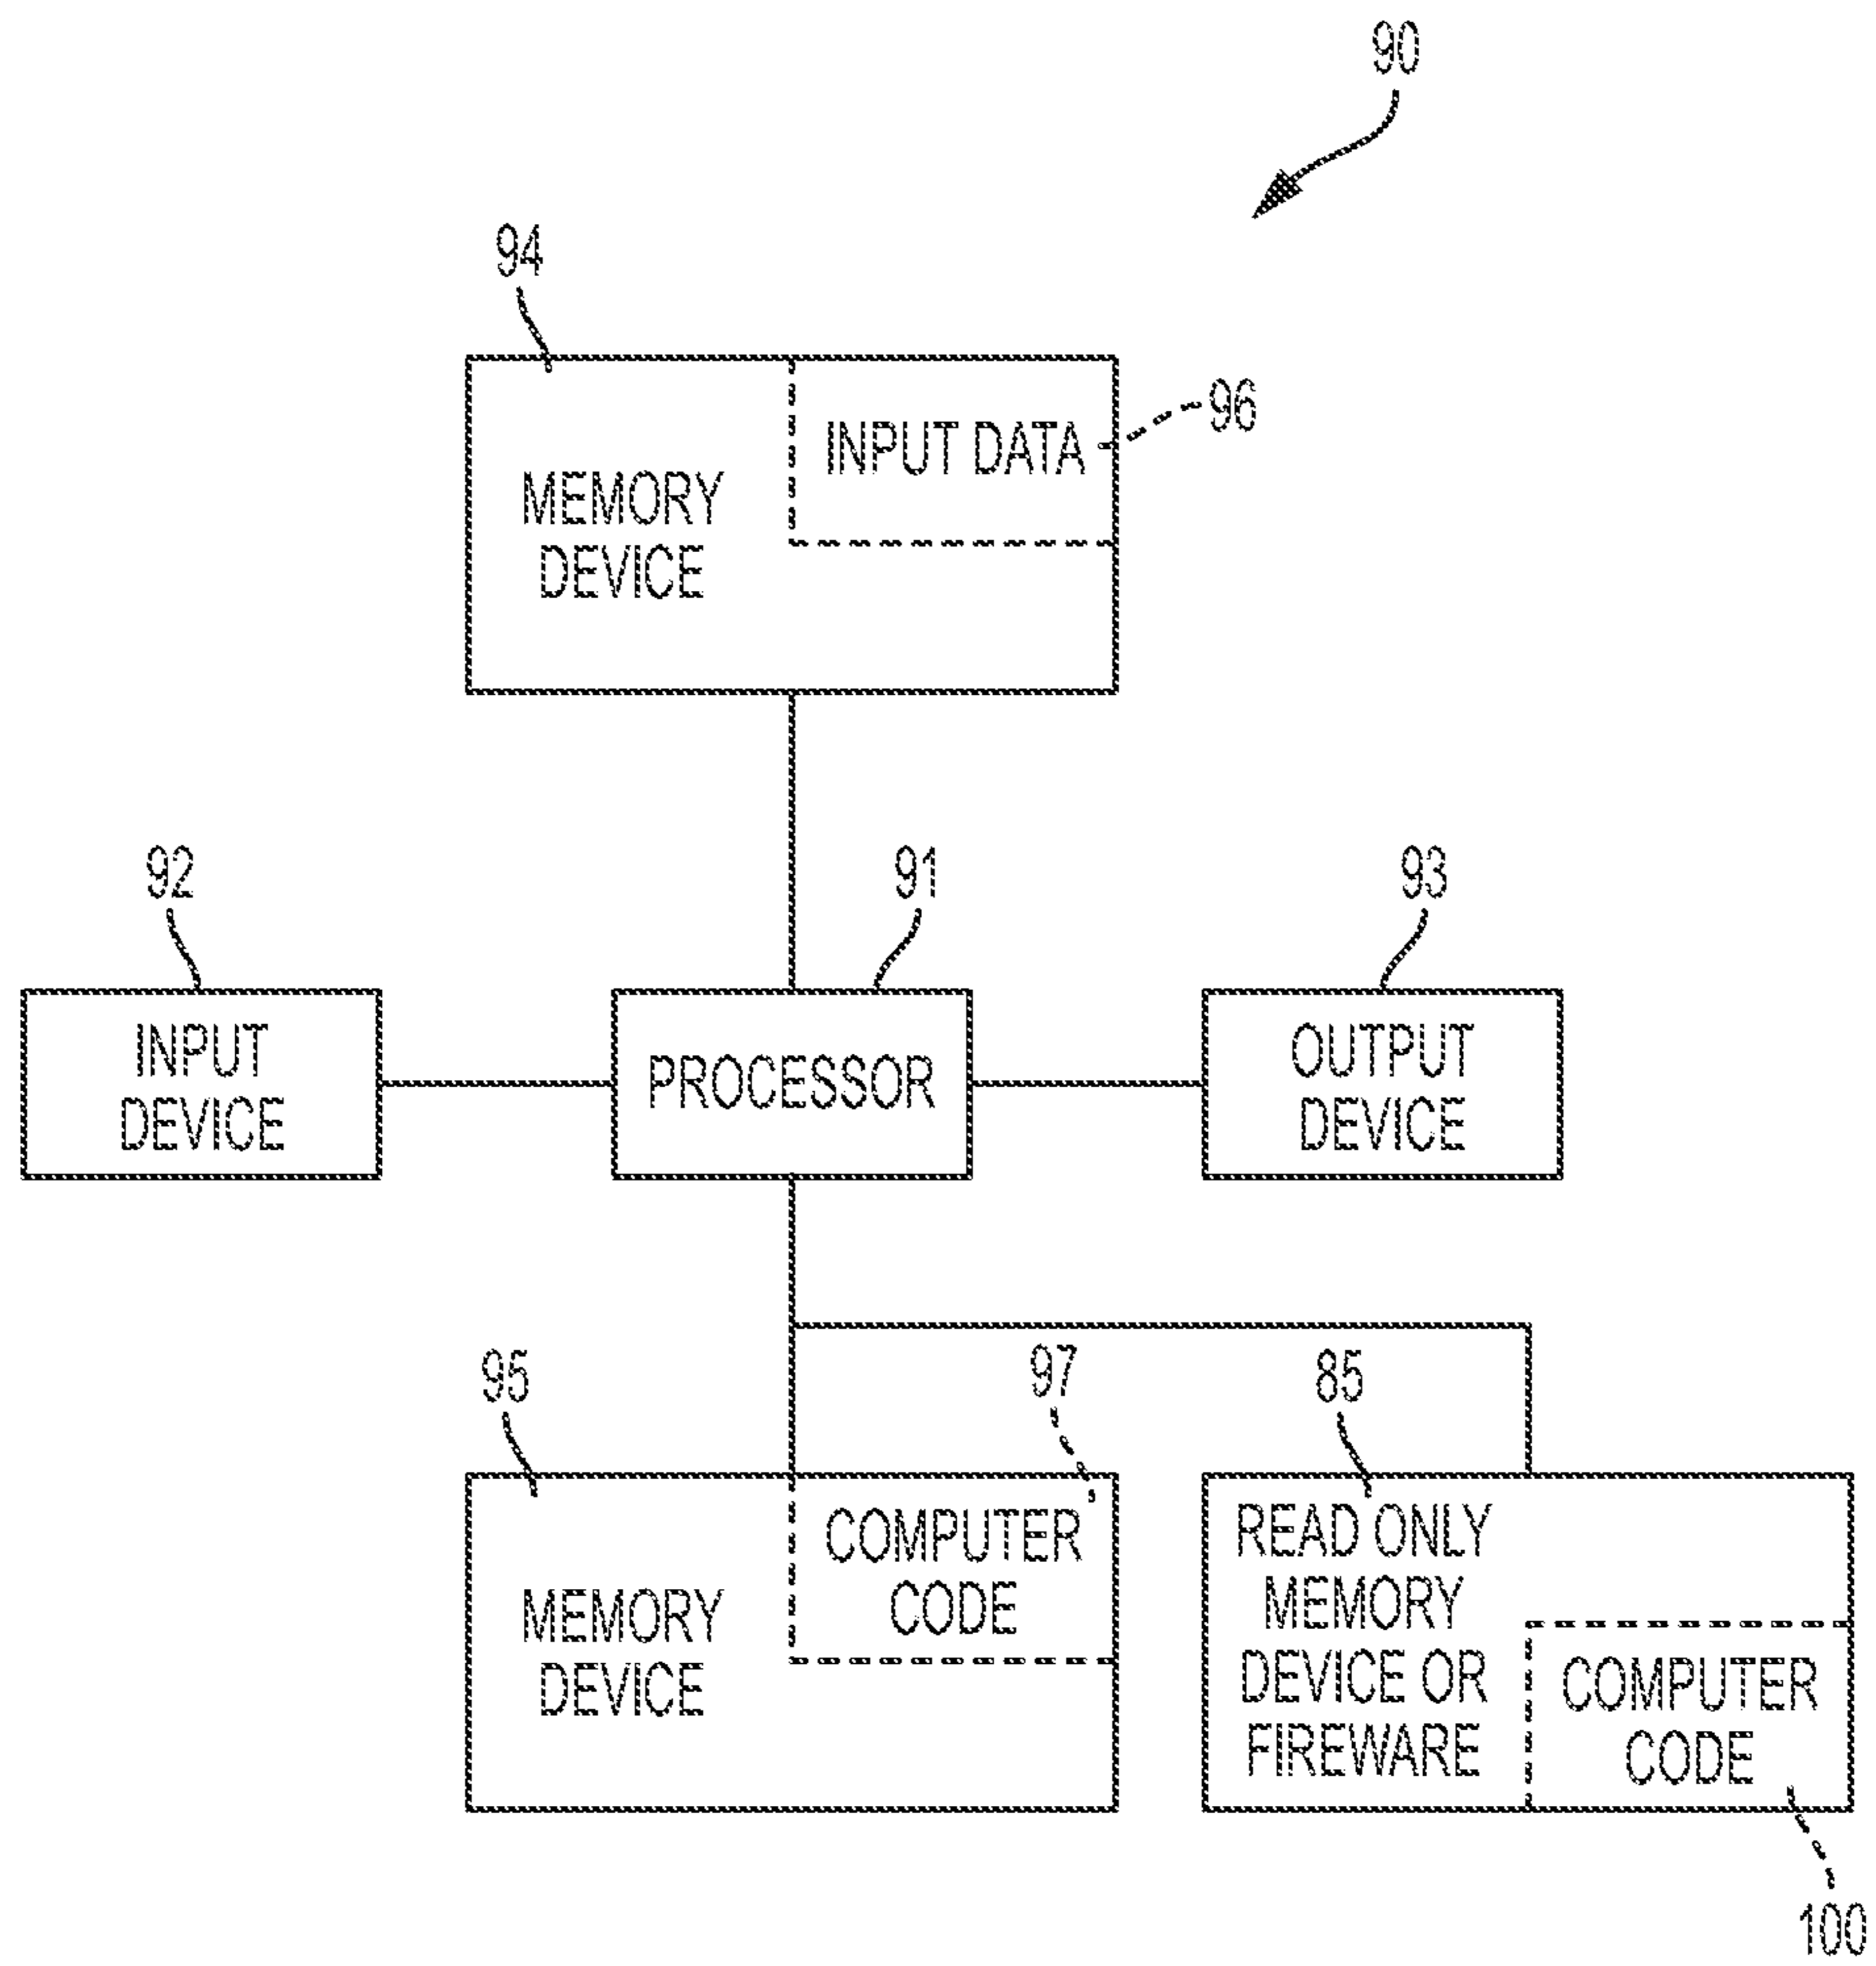 90
94
96
INPUT DATA
MEMORY
DEVICE
92
91
93
INPUT
DEVICE
PROCESSOR
OUTPUT
DEVICE
95
97
85
COMPUTER
CODE
MEMORY
DEVICE
READ ONLY
MEMORY
DEVICE OR
FIREWARE
COMPUTER
CODE
100